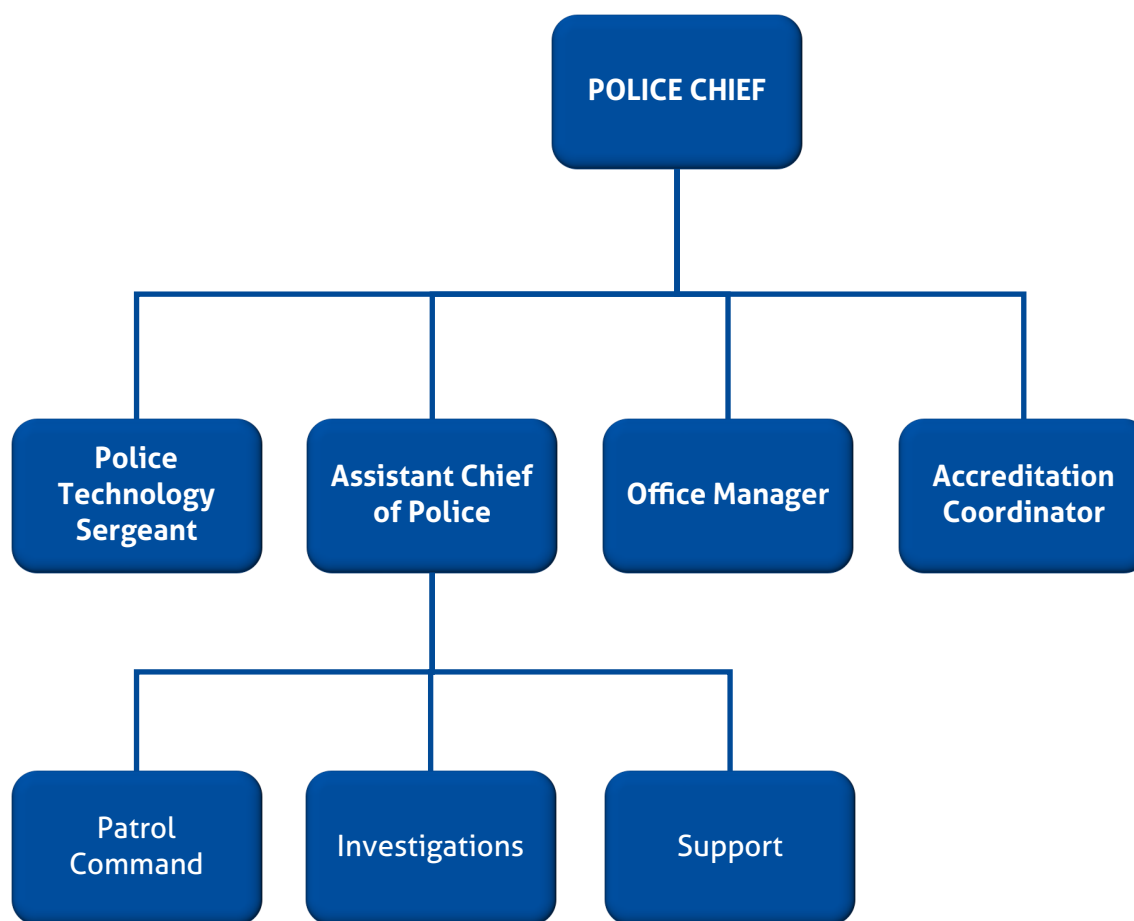 POLICE CHIEF
Police
Technology
Sergeant
Assistant Chief
of Police
Office Manager
Accreditation
Coordinator
Patrol
Command
Investigations
Support